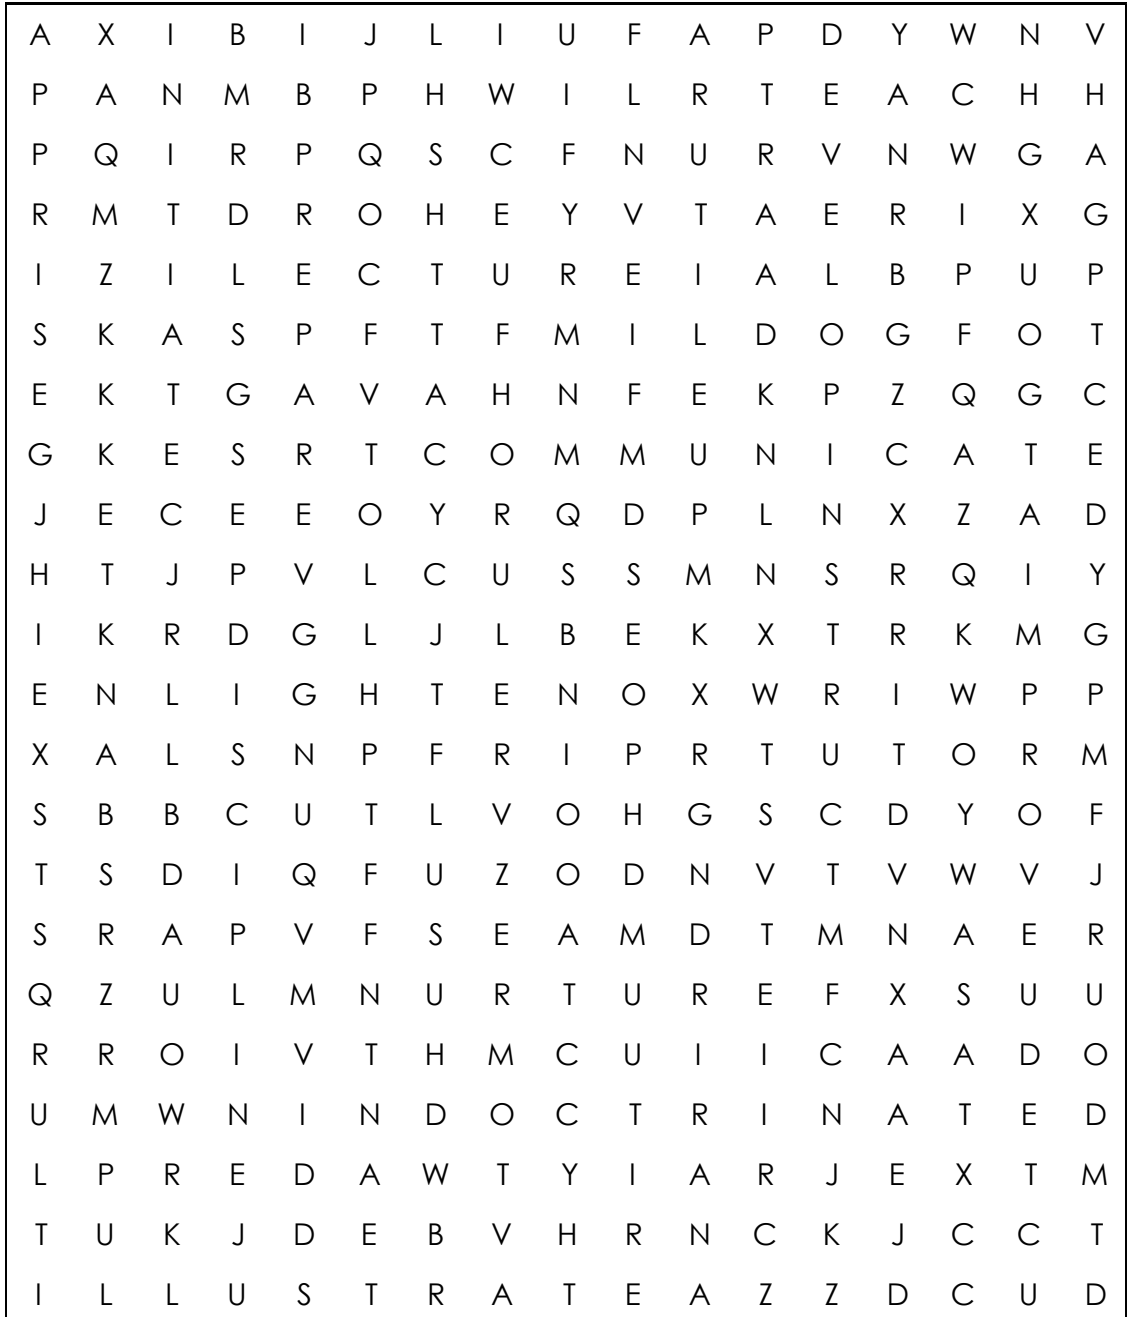 A X I B I J L I U F A P D Y W N V
P A N M B P H W I L R T E A C H H
P Q I R P Q S C F N U R V N W G A
R M T D R O H E Y V T A E R I X G
I Z I L E C T U R E I A L B P U P
S K A S P F T F M I L D O G F O T
E K T G A V A H N F E K P Z Q G C
G K E S R T C O M M U N I C A T E
J E C E E O Y R Q D P L N X Z A D
H T J P V L C U S S M N S R Q I Y
I K R D G L J L B E K X T R K M G
E N L I G H T E N O X W R I W P P
X A L S N P F R I P R T U T O R M
S B B C U T L V O H G S C D Y O F
T S D I Q F U Z O D N V T V W V J
S R A P V F S E A M D T M N A E R
Q Z U L M N U R T U R E F X S U U
R R O I V T H M C U I I C A A D O
U M W N I N D O C T R I N A T E D
L P R E D A W T Y I A R J E X T M
T U K J D E B V H R N C K J C C T
I L L U S T R A T E A Z Z D C U D